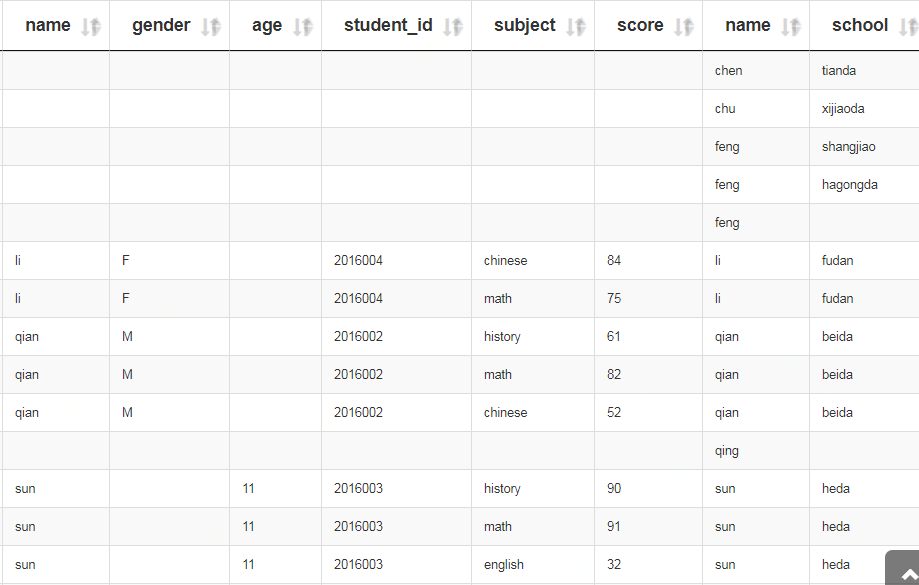 name gender age student_id subject score name school
chen tianda
chu xijiaoda
feng shangjiao
feng hagongda
feng
li F 2016004 chinese 84 li fudan
li F 2016004 math 75 li fudan
qian M 2016002 history 61 qian beida
qian M 2016002 math 82 qian beida
qian M 2016002 chinese 52 qian beida
qing
sun 11 2016003 history 90 sun heda
sun 11 2016003 math 91 sun heda
sun 11 2016003 english 32 sun heda